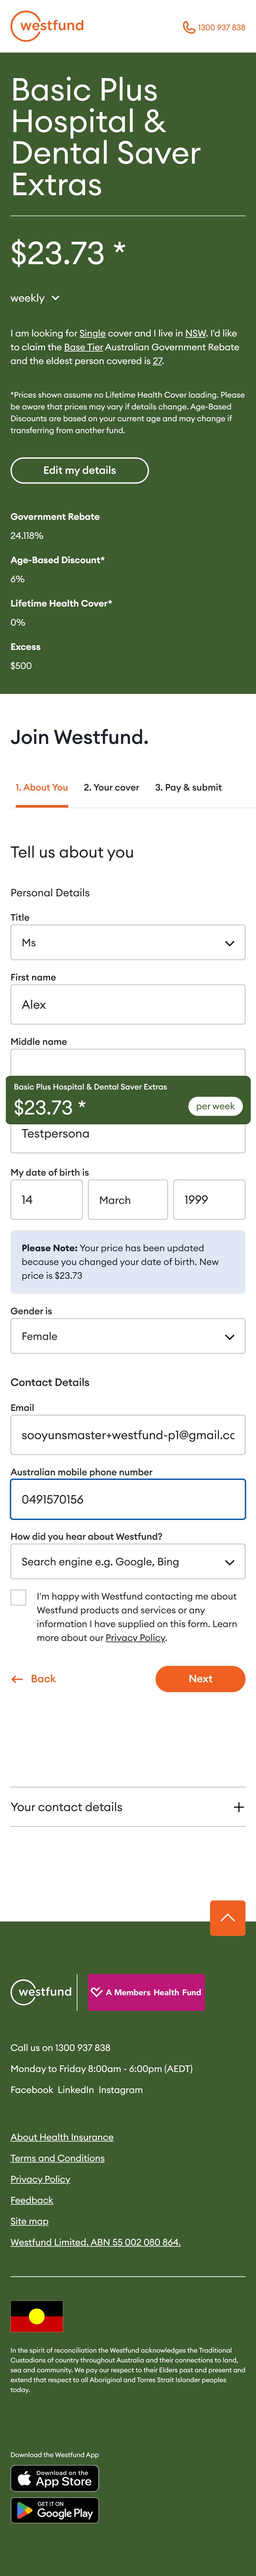 westfund
1300 937 838
Basic Plus
Hospital &
Dental Saver
Extras
$23.73 *
weekly
I am looking for Single cover and I live in NSW. I'd like
to claim the Base Tier Australian Government Rebate
and the eldest person covered is 27.
*Prices shown assume no Lifetime Health Cover loading. Please
be aware that prices may if details change. Age-Based
Discounts are based on your current age and may change if
transferring from another fund.
Edit my details
Government Rebate
24.118%
Age-Based Discount*
6%
Lifetime Health Cover*
0%
Excess
$500
Join Westfund.
1. About You 2. Your cover 3. Pay & submit
Tell us about you
Personal Details
Title
Ms
First name
Alex
Middle name
Basic Plus Hospital & Dental Saver Extras
$23.73 * per week
Testpersona
My date of birth is
14 March 1999
Please Note: Your price has been updated
because you changed your date of birth. New
price is $23.73
Gender is
Female
Contact Details
Email
sooyunsmaster+westfund-p1@gmail.cc
Australian mobile phone number
0491570156
How did you hear about Westfund?
Search engine e.g. Google, Bing
I'm happy with Westfund contacting me about
Westfund products and services or any
information I have supplied on this form. Learn
more about our Privacy Policy.
Back Next
Your contact details
westfund A Members Health Fund
Call us on 1300 937 838
Monday to Friday 8:00am - 6:00pm (AEDT)
Facebook LinkedIn Instagram
About Health Insurance
Terms and Conditions
Privacy Policy
Feedback
Site map
Westfund Limited. ABN 55 002 080 864.
In the spirit of reconciliation the Westfund acknowledges the Traditional
Custodians of country throughout Australia and their connections to land,
sea and community. We pay our respect to their Elders past and present and
extend that respect to all Aboriginal and Torres Strait Islander peoples
today.
Download the Westfund App
Download on the
App Store
GET IT ON
Google Play